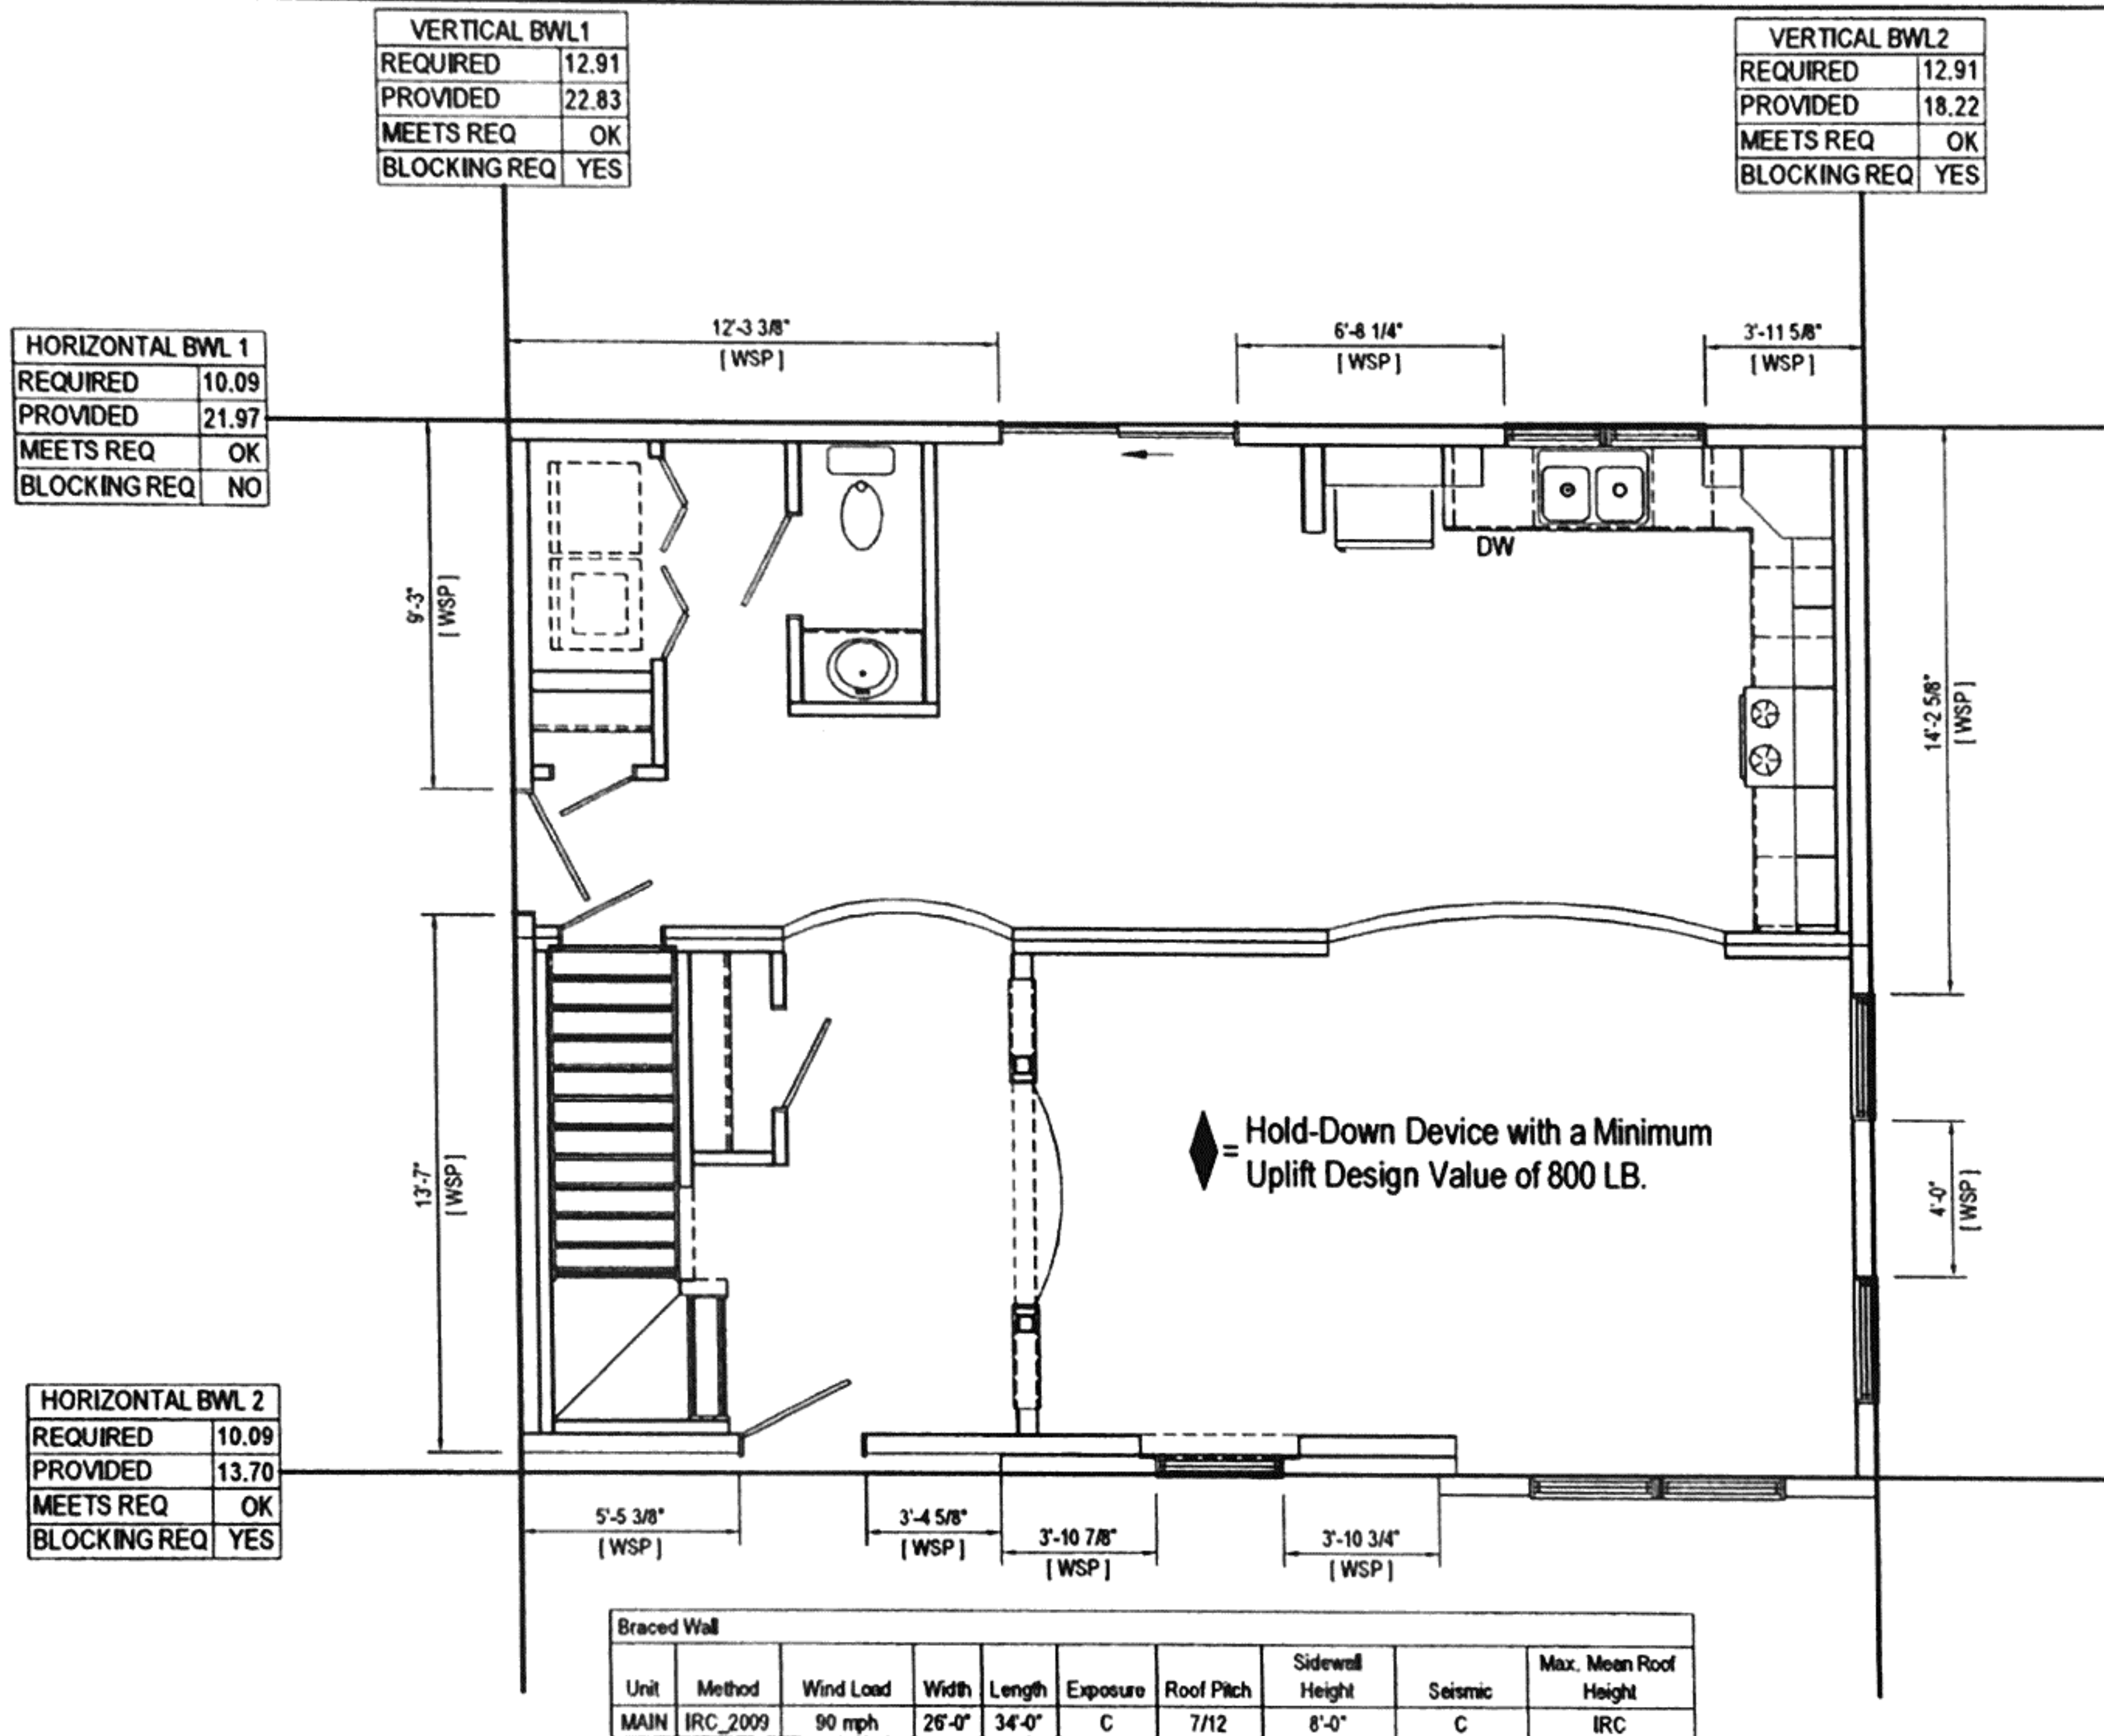 VERTICAL BWL1
REQUIRED 12.91
PROVIDED 22.83
MEETS REQ OK
BLOCKING REQ YES
VERTICAL BWL2
REQUIRED 12.91
PROVIDED 18.22
MEETS REQ OK
BLOCKING REQ YES
HORIZONTAL BWL 1
REQUIRED 10.09
PROVIDED 21.97
MEETS REQ OK
BLOCKING REQ NO
12'-3 3/8"
[ WSP ]
6'-8 1/4"
[ WSP ]
3'-11 5/8"
[ WSP ]
9'-3"
[ WSP ]
DW
14'-2 5/8"
[ WSP ]
= Hold-Down Device with a Minimum
Uplift Design Value of 800 LB.
13'-7"
[ WSP ]
4'-0"
[ WSP ]
HORIZONTAL BWL 2
REQUIRED 10.09
PROVIDED 13.70
MEETS REQ OK
BLOCKING REQ YES
5'-5 3/8"
[ WSP ]
3'-4 5/8"
[ WSP ]
3'-10 7/8"
[ WSP ]
3'-10 3/4"
[ WSP ]
Braced Wall
Unit Method Wind Load Width Length Exposure Roof Pitch Sidewall Height Seismic Max. Mean Roof Height
MAIN IRC_2009 90 mph 26'-0" 34'-0" C 7/12 8'-0" C IRC